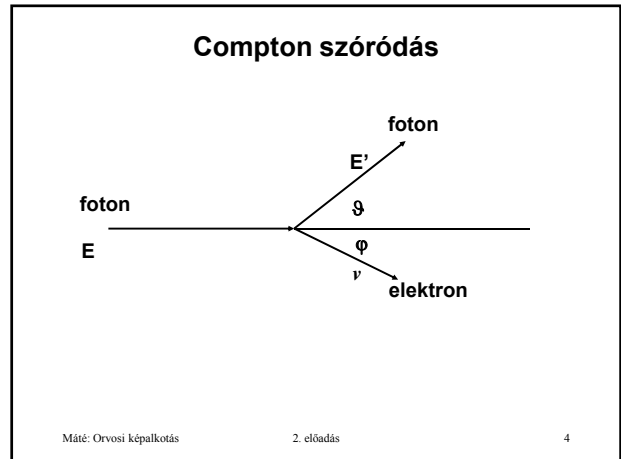 Compton szóródás
foton
E’
foton
ϑ
E
φ
v
elektron
Máté: Orvosi képalkotás 2. előadás 4